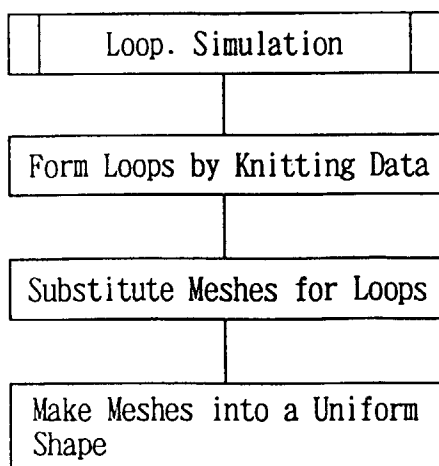 Loop. Simulation
Form Loops by Knitting Data
Substitute Meshes for Loops
Make Meshes into a Uniform
Shape